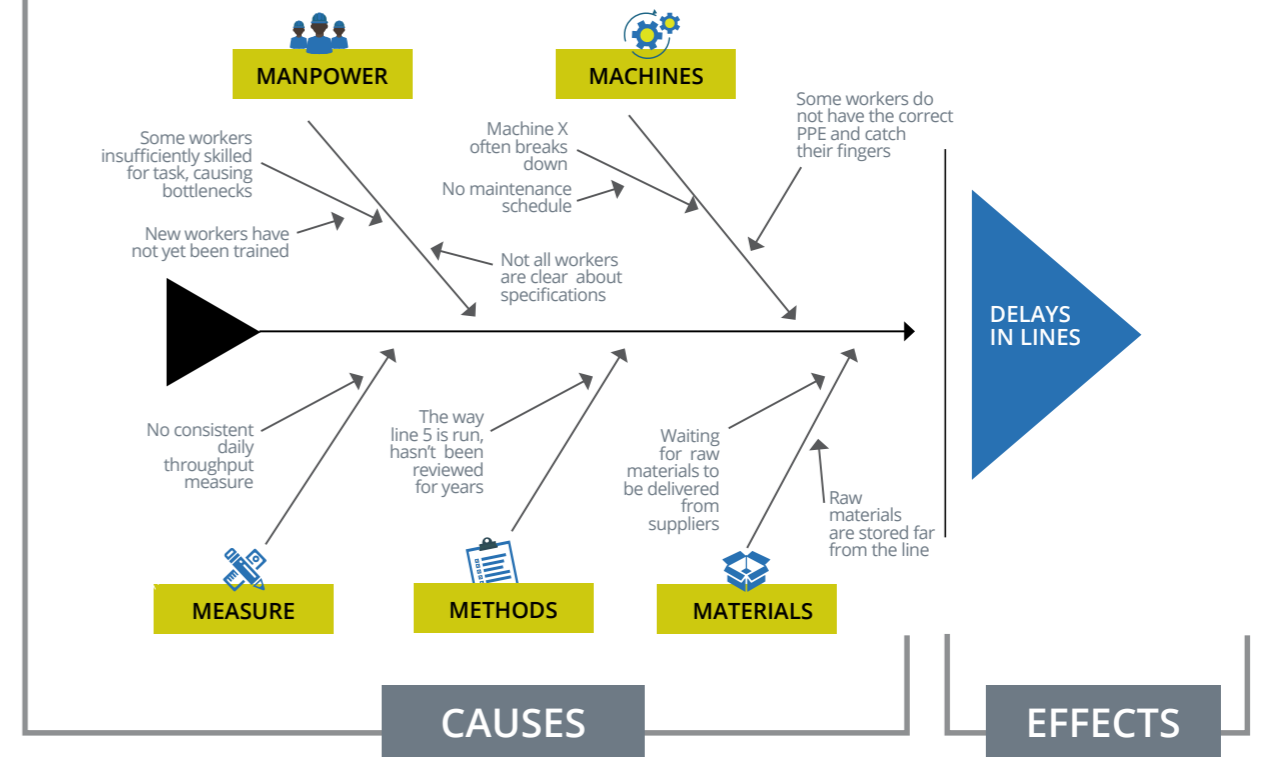 MANPOWER
MACHINES
Some workers
insufficiently skilled
for task, causing
bottlenecks
New workers have
not yet been trained
Not all workers
are clear about
specifications
Machine X
often breaks
down
No maintenance
schedule
Some workers do
not have the correct
PPE and catch
their fingers
DELAYS
IN LINES
No consistent
daily
throughput
measure
The way
line 5 is run,
hasn't been
reviewed
for years
Waiting
for raw
materials to
be delivered
from
suppliers
Raw
materials
are stored far
from the line
MEASURE
METHODS
MATERIALS
CAUSES
EFFECTS